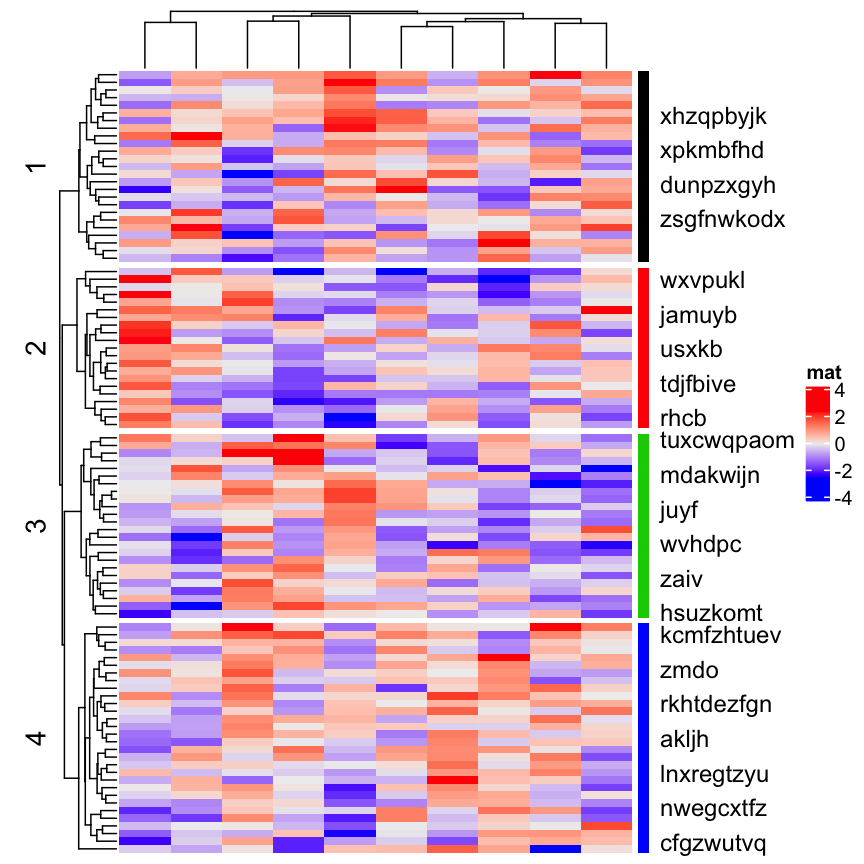 1
xhzqpbyjk
xpkmbfhd
dunpzxgyh
zsgfnwkodx
2
wxvpukl
jamuyb
usxkb
tdjfbive
rhcb
3
tuxcwqpaom
mdakwijn
juyf
wvhdpc
zaiv
hsuzkomt
4
kcmfzhtuev
zmdo
rkhtdezfgn
akljh
lnxregtzyu
nwegcxtfz
cfgzwutvq
mat
4
2
0
-2
-4